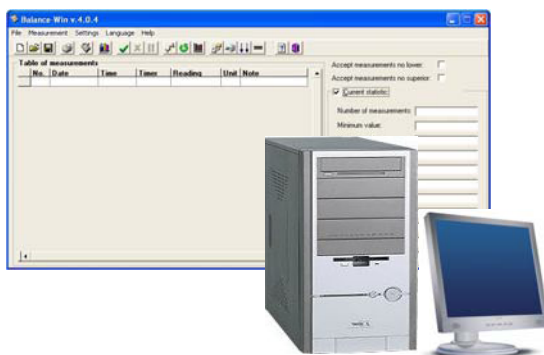 Balance-Win v.4.0.4
File Measurement Settings Language Help
Table of measurements
No. Date Time Timer Reading Unit Note
Accept measurements no lower:
Accept measurements no superior:
Current statistic
Number of measurements:
Minimum value: